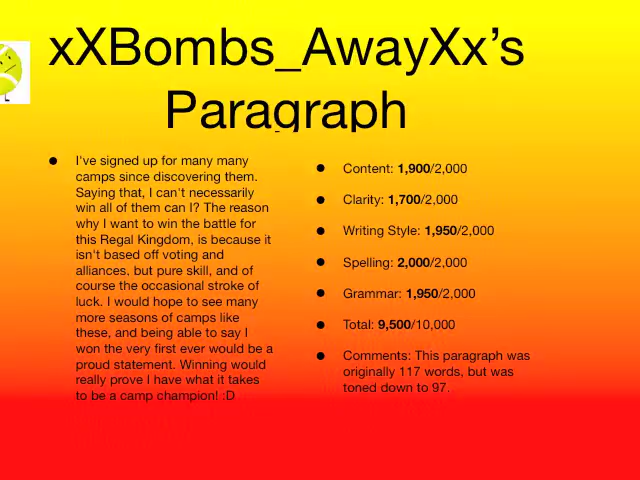 xXBombs_AwayXx's
Paragraph
● I've signed up for many many
camps since discovering them.
Saying that, I can't necessarily
win all of them can I? The reason
why I want to win the battle for
this Regal Kingdom, is because it
isn't based off voting and
alliances, but pure skill, and of
course the occasional stroke of
luck. I would hope to see many
more seasons of camps like
these, and being able to say I
won the very first ever would be a
proud statement. Winning would
really prove I have what it takes
to be a camp champion! :D
● Content: 1,900/2,000
● Clarity: 1,700/2,000
● Writing Style: 1,950/2,000
● Spelling: 2,000/2,000
● Grammar: 1,950/2,000
● Total: 9,500/10,000
● Comments: This paragraph was
originally 117 words, but was
toned down to 97.